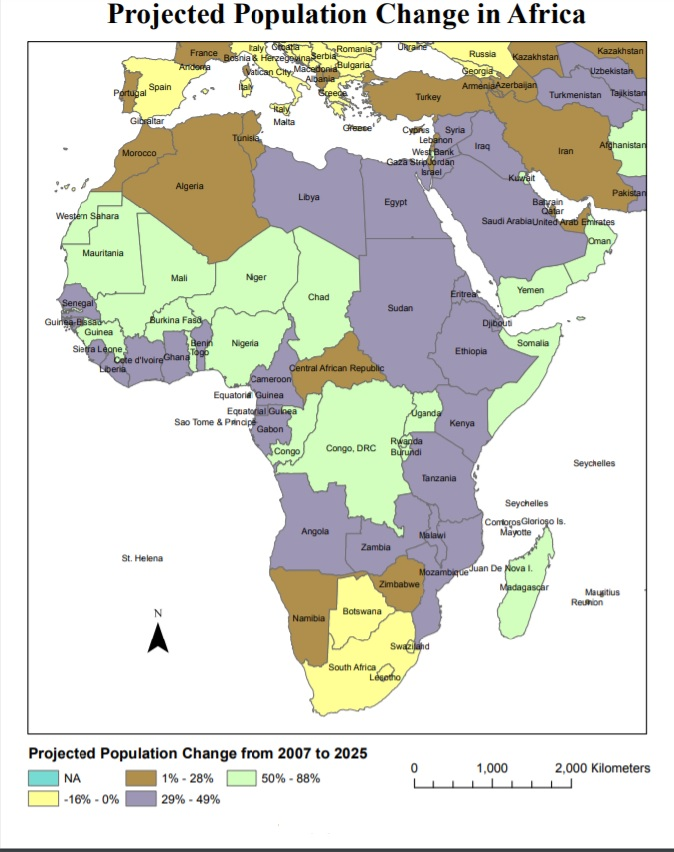 Projected Population Change in Africa
France
Italy
Croatia
Romania
Ukraine
Russia
Kazakhstan
Kazakhstan
Bosnia & Herzegovina
Serbia
Bulgaria
Andorra
Vatican City
Macedonia
Albania
Georgia
Uzbekistan
Spain
Portugal
Italy
Greece
Turkey
Armenia
Azerbaijan
Turkmenistan
Tajikistan
Gibraltar
Italy
Malta
Greece
Cyprus
Syria
Lebanon
Tunisia
Morocco
West Bank
Iraq
Iran
Afghanistan
Gaza Strip
Jordan
Israel
Kuwait
Pakistan
Algeria
Libya
Egypt
Bahrain
Qatar
Saudi Arabia
United Arab Emirates
Oman
Western Sahara
Mauritania
Mali
Niger
Chad
Sudan
Eritrea
Yemen
Senegal
Guinea-Bassao
Guinea
Burkina Faso
Djibouti
Sierra Leone
Cote d'Ivoire
Ghana
Benin
Togo
Nigeria
Ethiopia
Somalia
Liberia
Central African Republic
Cameroon
Equatorial Guinea
Equatorial Guinea
Sao Tome & Principe
Gabon
Congo
Congo, DRC
Uganda
Kenya
Rwanda
Burundi
Tanzania
Seychelles
Seychelles
Comoros
Glorioso Is.
Mayotte
Angola
Zambia
Malawi
St. Helena
Mozambique
Juan De Nova I.
Zimbabwe
Madagascar
Mauritius
Reunion
Namibia
Botswana
Swaziland
South Africa
Lesotho
N
Projected Population Change from 2007 to 2025
NA
1% - 28%
50% - 88%
-16% - 0%
29% - 49%
0 1,000 2,000 Kilometers